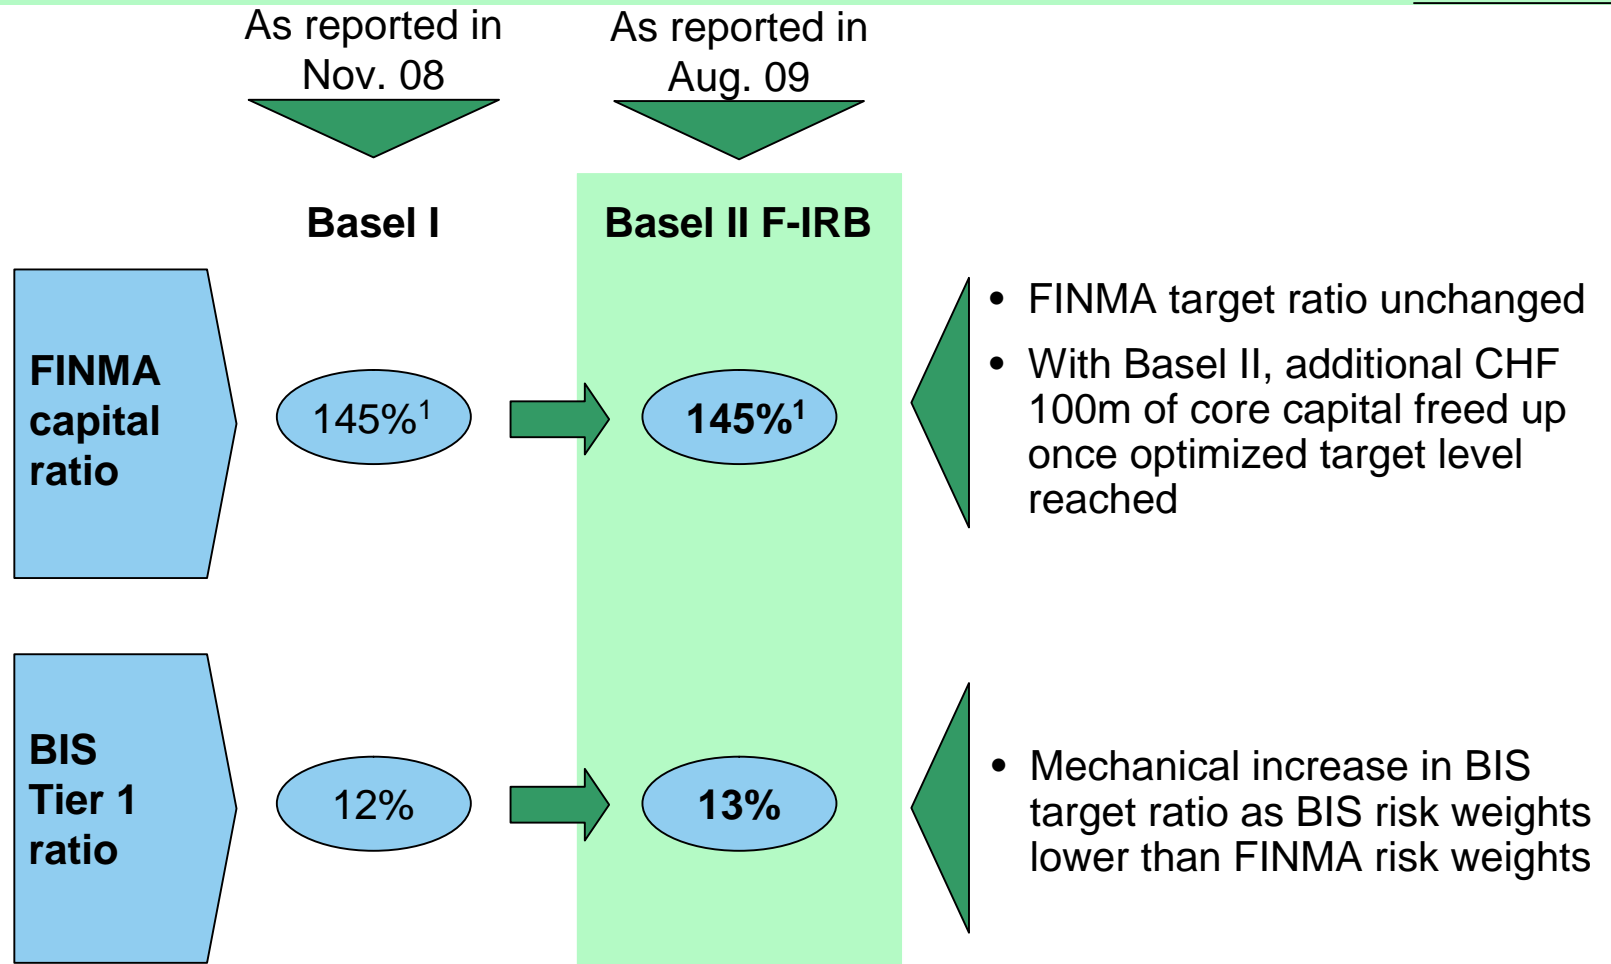 As reported in
Nov. 08
As reported in
Aug. 09
Basel I
Basel II F-IRB
FINMA
capital
ratio
145%¹
145%¹
• FINMA target ratio unchanged
• With Basel II, additional CHF
100m of core capital freed up
once optimized target level
reached
BIS
Tier 1
ratio
12%
13%
• Mechanical increase in BIS
target ratio as BIS risk weights
lower than FINMA risk weights